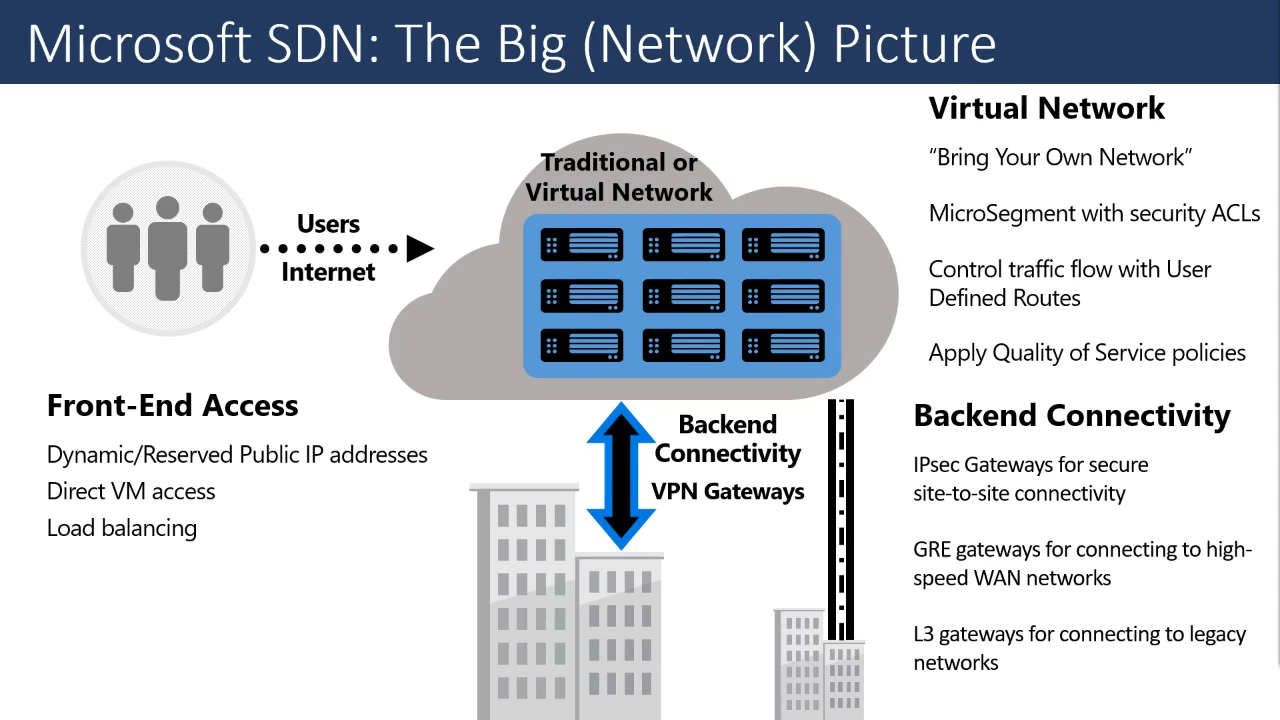 Microsoft SDN: The Big (Network) Picture
Users
Internet
Traditional or
Virtual Network
Front-End Access
Dynamic/Reserved Public IP addresses
Direct VM access
Load balancing
Backend
Connectivity
VPN Gateways
Virtual Network
“Bring Your Own Network”
MicroSegment with security ACLs
Control traffic flow with User
Defined Routes
Apply Quality of Service policies
Backend Connectivity
IPsec Gateways for secure
site-to-site connectivity
GRE gateways for connecting to high-
speed WAN networks
L3 gateways for connecting to legacy
networks